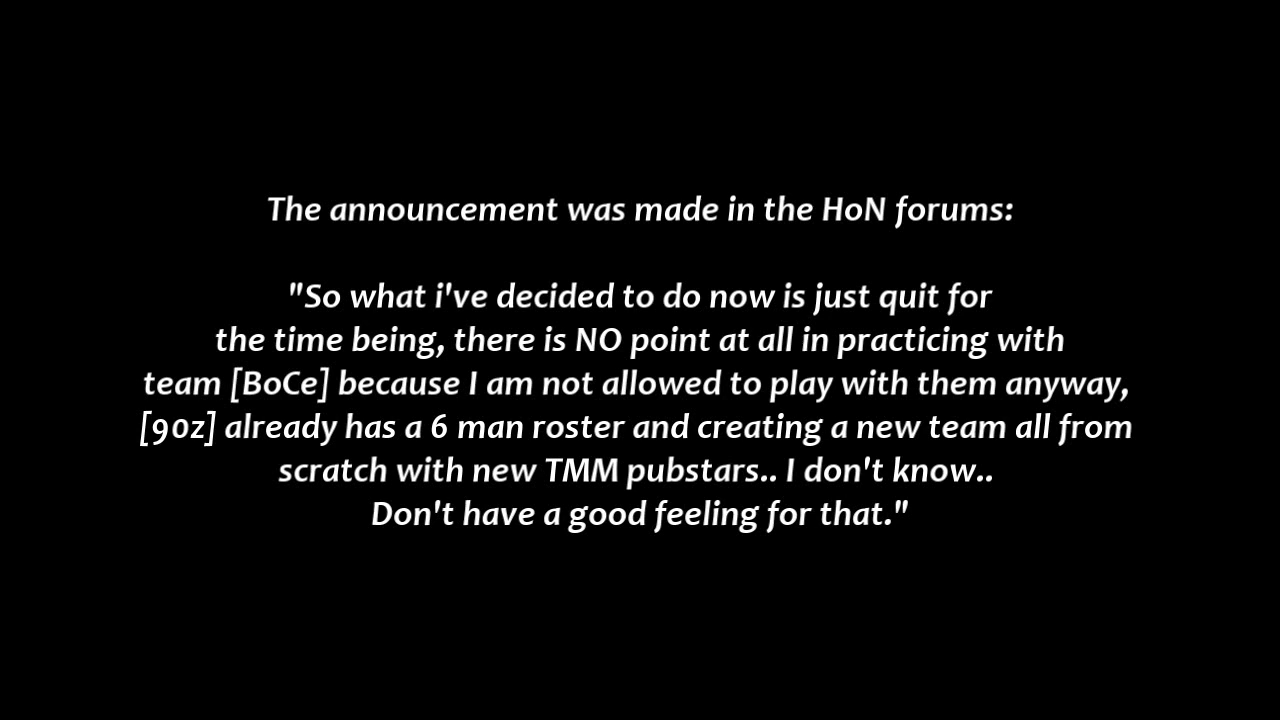 The announcement was made in the HoN forums:
"So what i've decided to do now is just quit for
the time being, there is NO point at all in practicing with
team [BoCe] because I am not allowed to play with them anyway,
[90z] already has a 6 man roster and creating a new team all from
scratch with new TMM pubstars.. I don't know..
Don't have a good feeling for that."